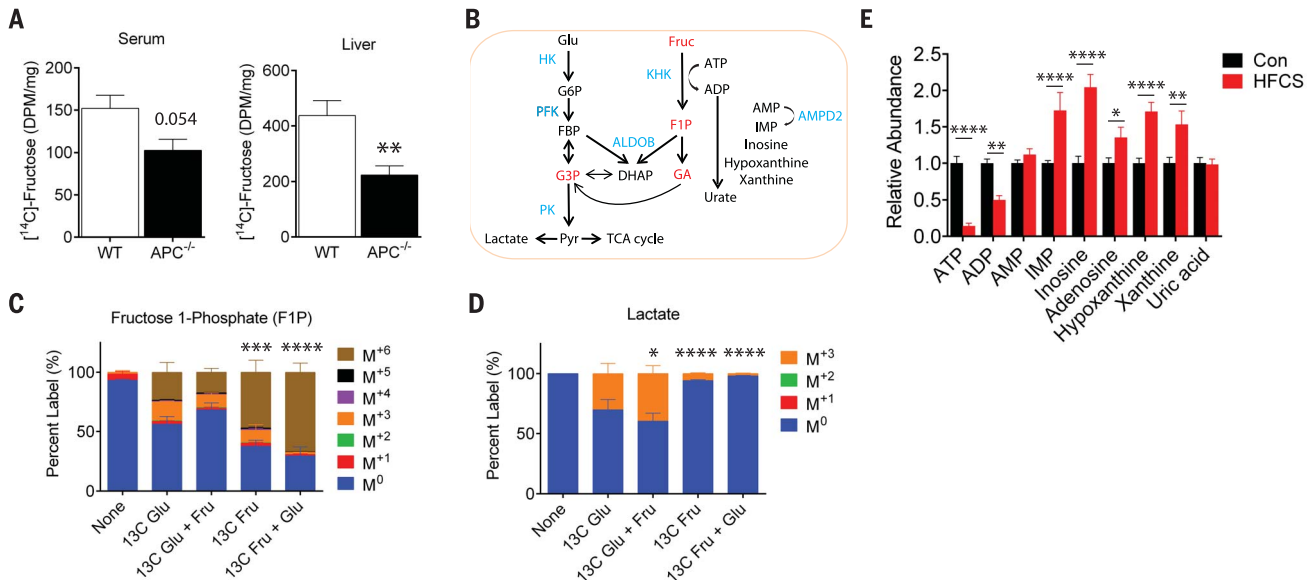 A
Serum
[¹⁴C]-Fructose (DPM/mg)
200
150
100
50
0
0.054
WT
APC⁻/⁻
Liver
[¹⁴C]-Fructose (DPM/mg)
600
400
200
0
**
WT
APC⁻/⁻
B
Glu
Fruc
HK
KHK
ATP
ADP
G6P
PFK
AMP
AMPD2
IMP
FBP
ALDOB
F1P
Inosine
Hypoxanthine
Xanthine
G3P
DHAP
GA
Urate
PK
Lactate
Pyr
TCA cycle
E
Relative Abundance
2.5
2.0
1.5
1.0
0.5
0.0
****
**
****
****
*
****
**
Con
HFCS
ATP
ADP
AMP
IMP
Inosine
Adenosine
Hypoxanthine
Xanthine
Uric acid
C
Fructose 1-Phosphate (F1P)
Percent Label (%)
100
50
0
***
****
M⁺⁶
M⁺⁵
M⁺⁴
M⁺³
M⁺²
M⁺¹
M⁰
None
13C Glu
13C Glu + Fru
13C Fru
13C Fru + Glu
D
Lactate
Percent Label (%)
100
50
0
*
****
****
M⁺³
M⁺²
M⁺¹
M⁰
None
13C Glu
13C Glu + Fru
13C Fru
13C Fru + Glu